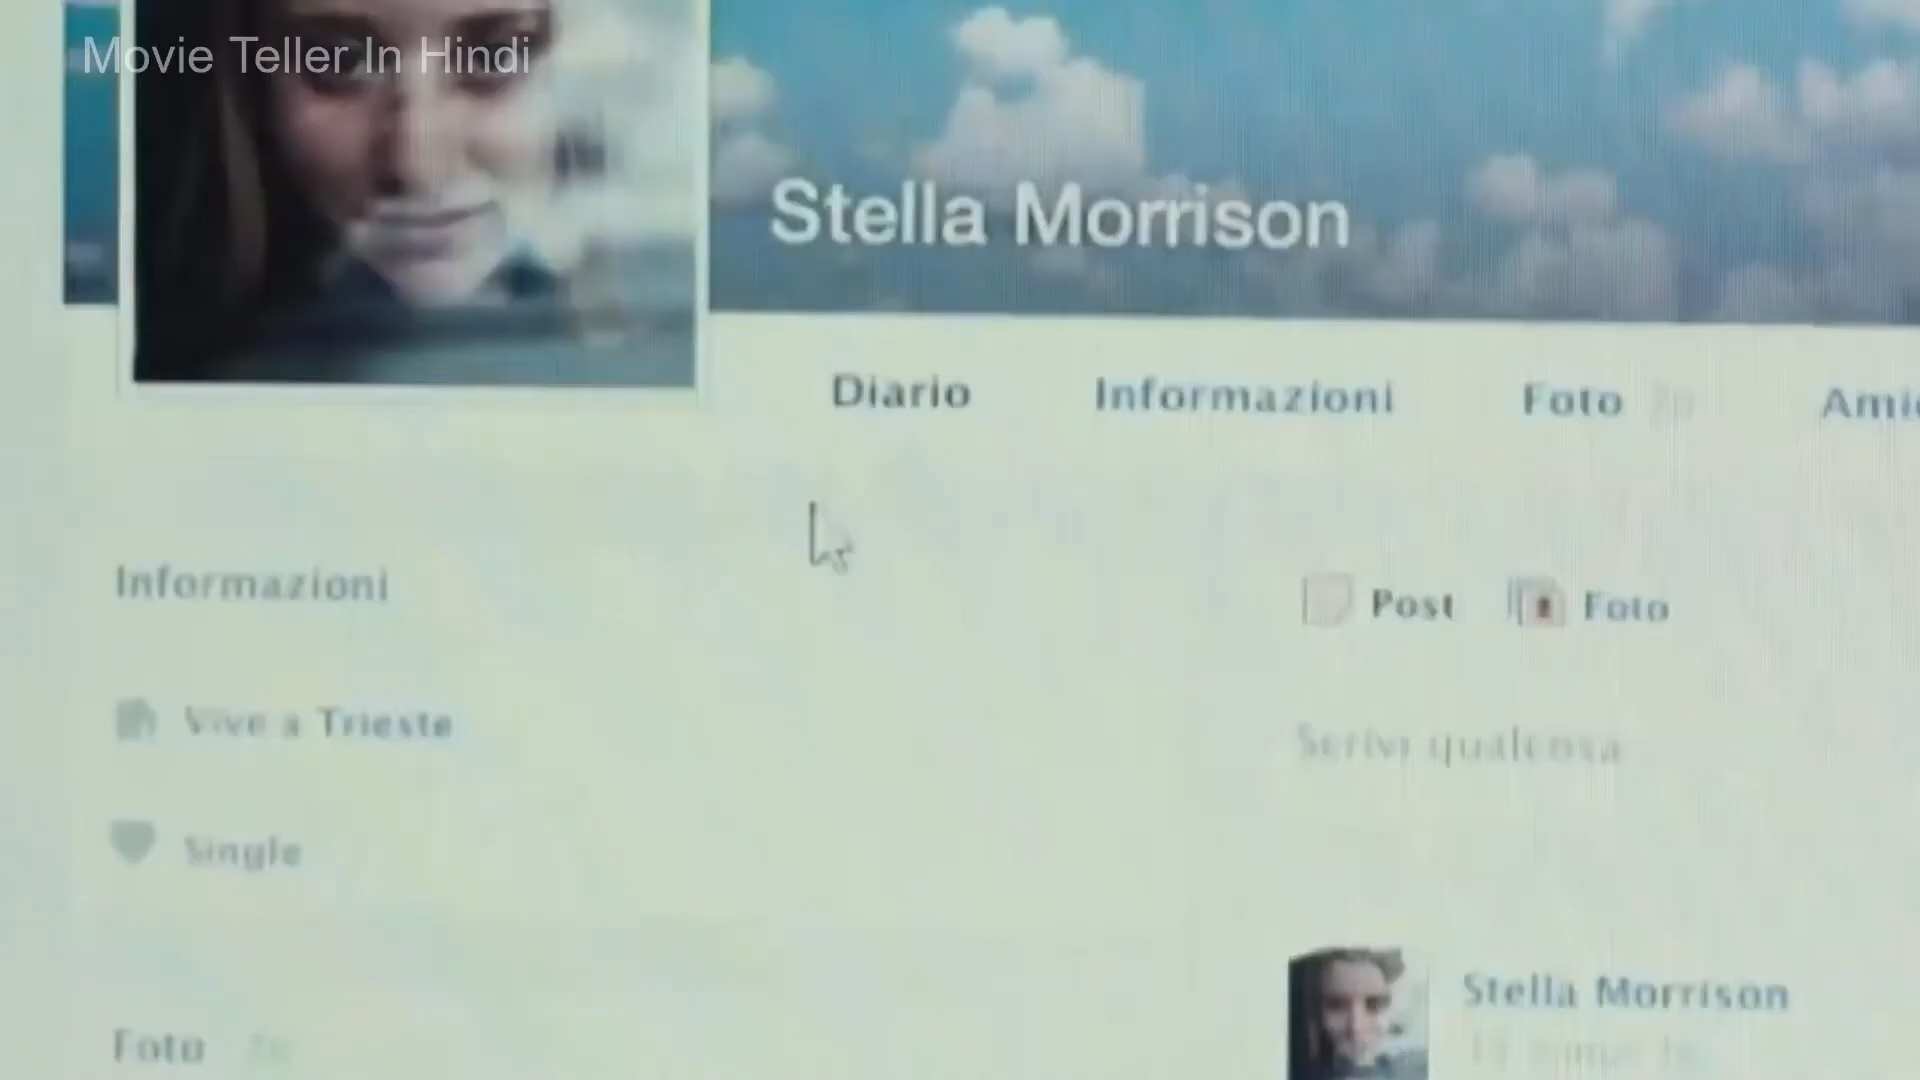 Movie Teller In Hindi
Stella Morrison
Diario Informazioni Foto
Informazioni
Post Foto
Vive a Trieste
Scrivi qualcosa
Single
Stella Morrison
Foto